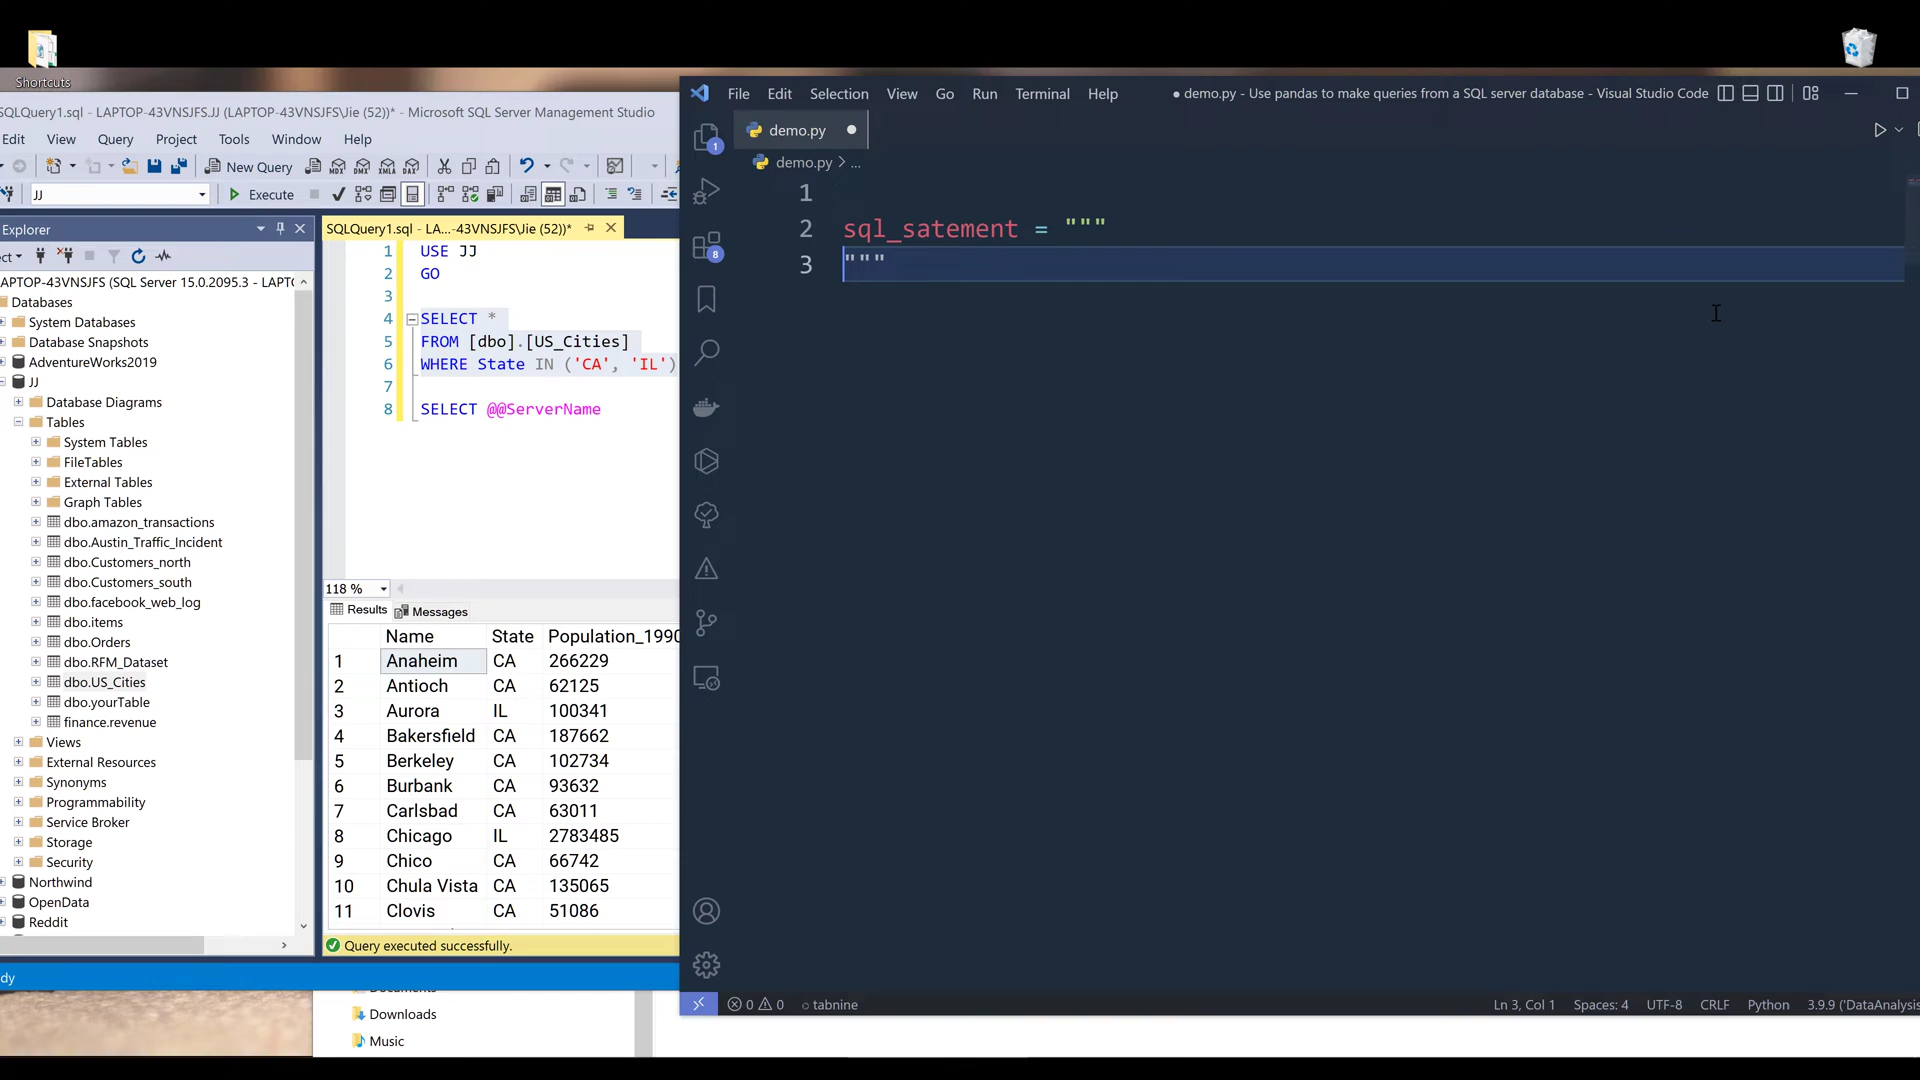 Shortcuts
SQLQuery1.sql - LAPTOP-43VNSJFS.JJ (LAPTOP-43VNSJFS\Jie (52))* - Microsoft SQL Server Management Studio
Edit View Query Project Tools Window Help
New Query
JJ Execute
Explorer
APTOP-43VNSJFS (SQL Server 15.0.2095.3 - LAPT
Databases
System Databases
Database Snapshots
AdventureWorks2019
JJ
Database Diagrams
Tables
System Tables
FileTables
External Tables
Graph Tables
dbo.amazon_transactions
dbo.Austin_Traffic_Incident
dbo.Customers_north
dbo.Customers_south
dbo.facebook_web_log
dbo.items
dbo.Orders
dbo.RFM_Dataset
dbo.US_Cities
dbo.yourTable
finance.revenue
Views
External Resources
Synonyms
Programmability
Service Broker
Storage
Security
Northwind
OpenData
Reddit
SQLQuery1.sql - LA...-43VNSJFS\Jie (52))*
1 USE JJ
2 GO
3
4 SELECT *
5 FROM [dbo].[US_Cities]
6 WHERE State IN ('CA', 'IL')
7
8 SELECT @@ServerName
118 %
Results Messages
Name State Population_1990
1 Anaheim CA 266229
2 Antioch CA 62125
3 Aurora IL 100341
4 Bakersfield CA 187662
5 Berkeley CA 102734
6 Burbank CA 93632
7 Carlsbad CA 63011
8 Chicago IL 2783485
9 Chico CA 66742
10 Chula Vista CA 135065
11 Clovis CA 51086
Query executed successfully.
dy
Downloads
Music
File Edit Selection View Go Run Terminal Help ● demo.py - Use pandas to make queries from a SQL server database - Visual Studio Code
demo.py
demo.py > ...
1
2 sql_satement = """
3 """
1
8
0 0 tabnine Ln 3, Col 1 Spaces: 4 UTF-8 CRLF Python 3.9.9 ('DataAnalysis